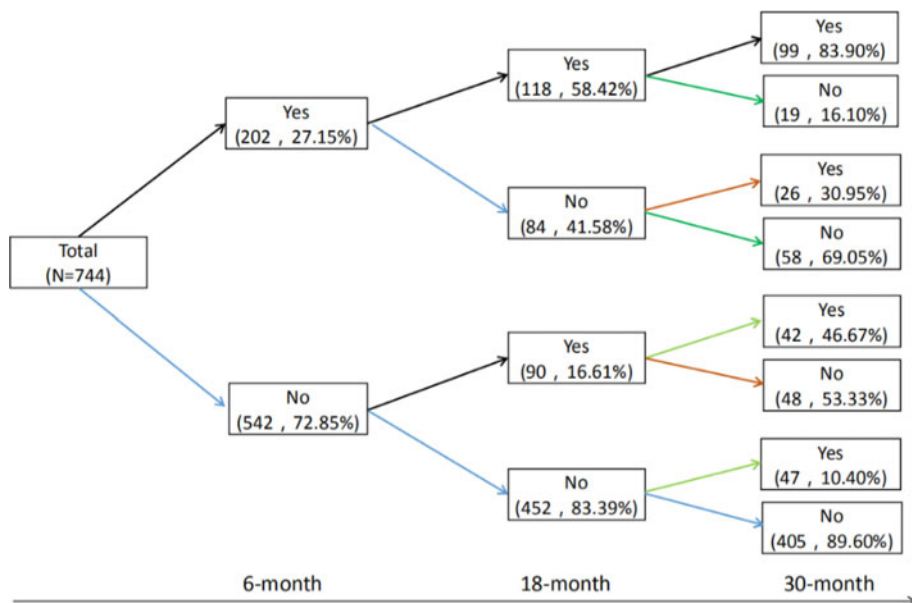 Total
(N=744)
Yes
(202 , 27.15%)
No
(542 , 72.85%)
Yes
(118 , 58.42%)
No
(84 , 41.58%)
Yes
(90 , 16.61%)
No
(452 , 83.39%)
Yes
(99 , 83.90%)
No
(19 , 16.10%)
Yes
(26 , 30.95%)
No
(58 , 69.05%)
Yes
(42 , 46.67%)
No
(48 , 53.33%)
Yes
(47 , 10.40%)
No
(405 , 89.60%)
6-month
18-month
30-month